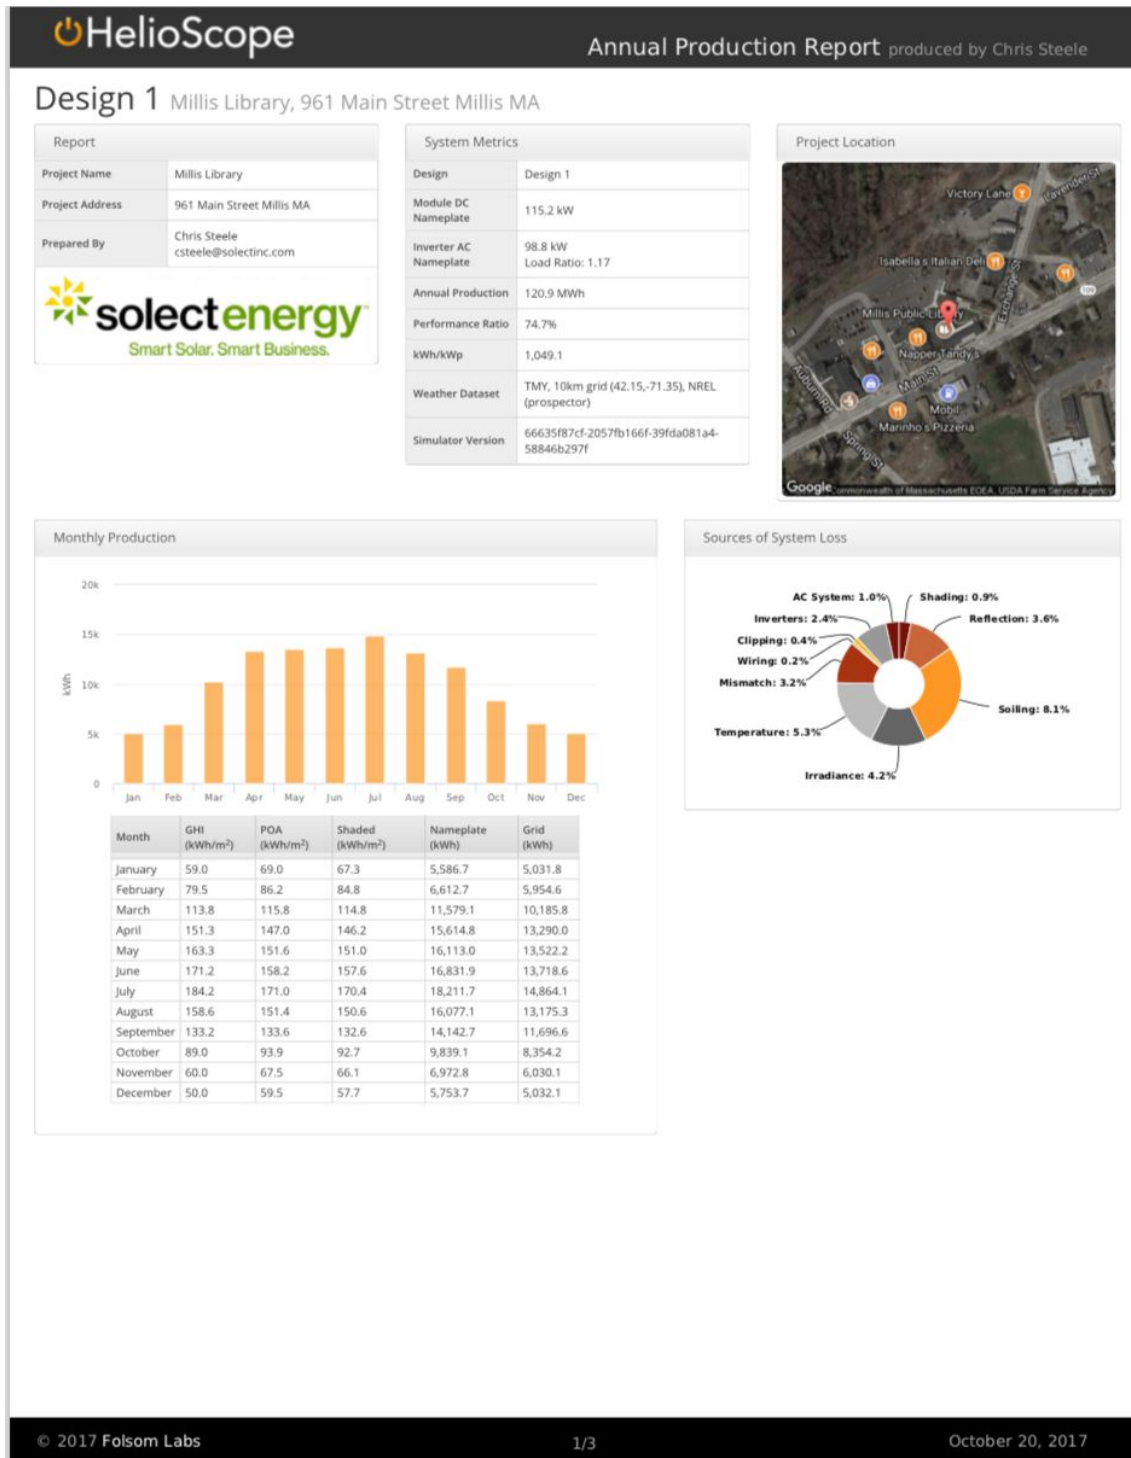 HelioScope
Annual Production Report produced by Chris Steele
Design 1 Millis Library, 961 Main Street Millis MA
Report
Project Name Millis Library
Project Address 961 Main Street Millis MA
Prepared By Chris Steele
csteele@solectinc.com
solectenergy
Smart Solar. Smart Business.
System Metrics
Design Design 1
Module DC Nameplate 115.2 kW
Inverter AC Nameplate 98.8 kW
Load Ratio: 1.17
Annual Production 120.9 MWh
Performance Ratio 74.7%
kWh/kWp 1,049.1
Weather Dataset TMY, 10km grid (42.15,-71.35), NREL
(prospector)
Simulator Version 66635f87cf-2057fb166f-39fda081a4-
58846b297f
Project Location
Victory Lane
Lavender St
Isabella's Italian Deli
Exchange St
109
Millis Public Library
Napper Tandy's
Main St
Auburn Rd
Mobil
Marinho's Pizzeria
Spring St
Google
Commonwealth of Massachusetts EOEA, USDA Farm Service Agency
Monthly Production
20k
15k
10k
5k
0
kWh
Jan Feb Mar Apr May Jun Jul Aug Sep Oct Nov Dec
Month GHI (kWh/m²) POA (kWh/m²) Shaded (kWh/m²) Nameplate (kWh) Grid (kWh)
January 59.0 69.0 67.3 5,586.7 5,031.8
February 79.5 86.2 84.8 6,612.7 5,954.6
March 113.8 115.8 114.8 11,579.1 10,185.8
April 151.3 147.0 146.2 15,614.8 13,290.0
May 163.3 151.6 151.0 16,113.0 13,522.2
June 171.2 158.2 157.6 16,831.9 13,718.6
July 184.2 171.0 170.4 18,211.7 14,864.1
August 158.6 151.4 150.6 16,077.1 13,175.3
September 133.2 133.6 132.6 14,142.7 11,696.6
October 89.0 93.9 92.7 9,839.1 8,354.2
November 60.0 67.5 66.1 6,972.8 6,030.1
December 50.0 59.5 57.7 5,753.7 5,032.1
Sources of System Loss
AC System: 1.0%
Shading: 0.9%
Inverters: 2.4%
Reflection: 3.6%
Clipping: 0.4%
Wiring: 0.2%
Mismatch: 3.2%
Soiling: 8.1%
Temperature: 5.3%
Irradiance: 4.2%
© 2017 Folsom Labs
1/3
October 20, 2017